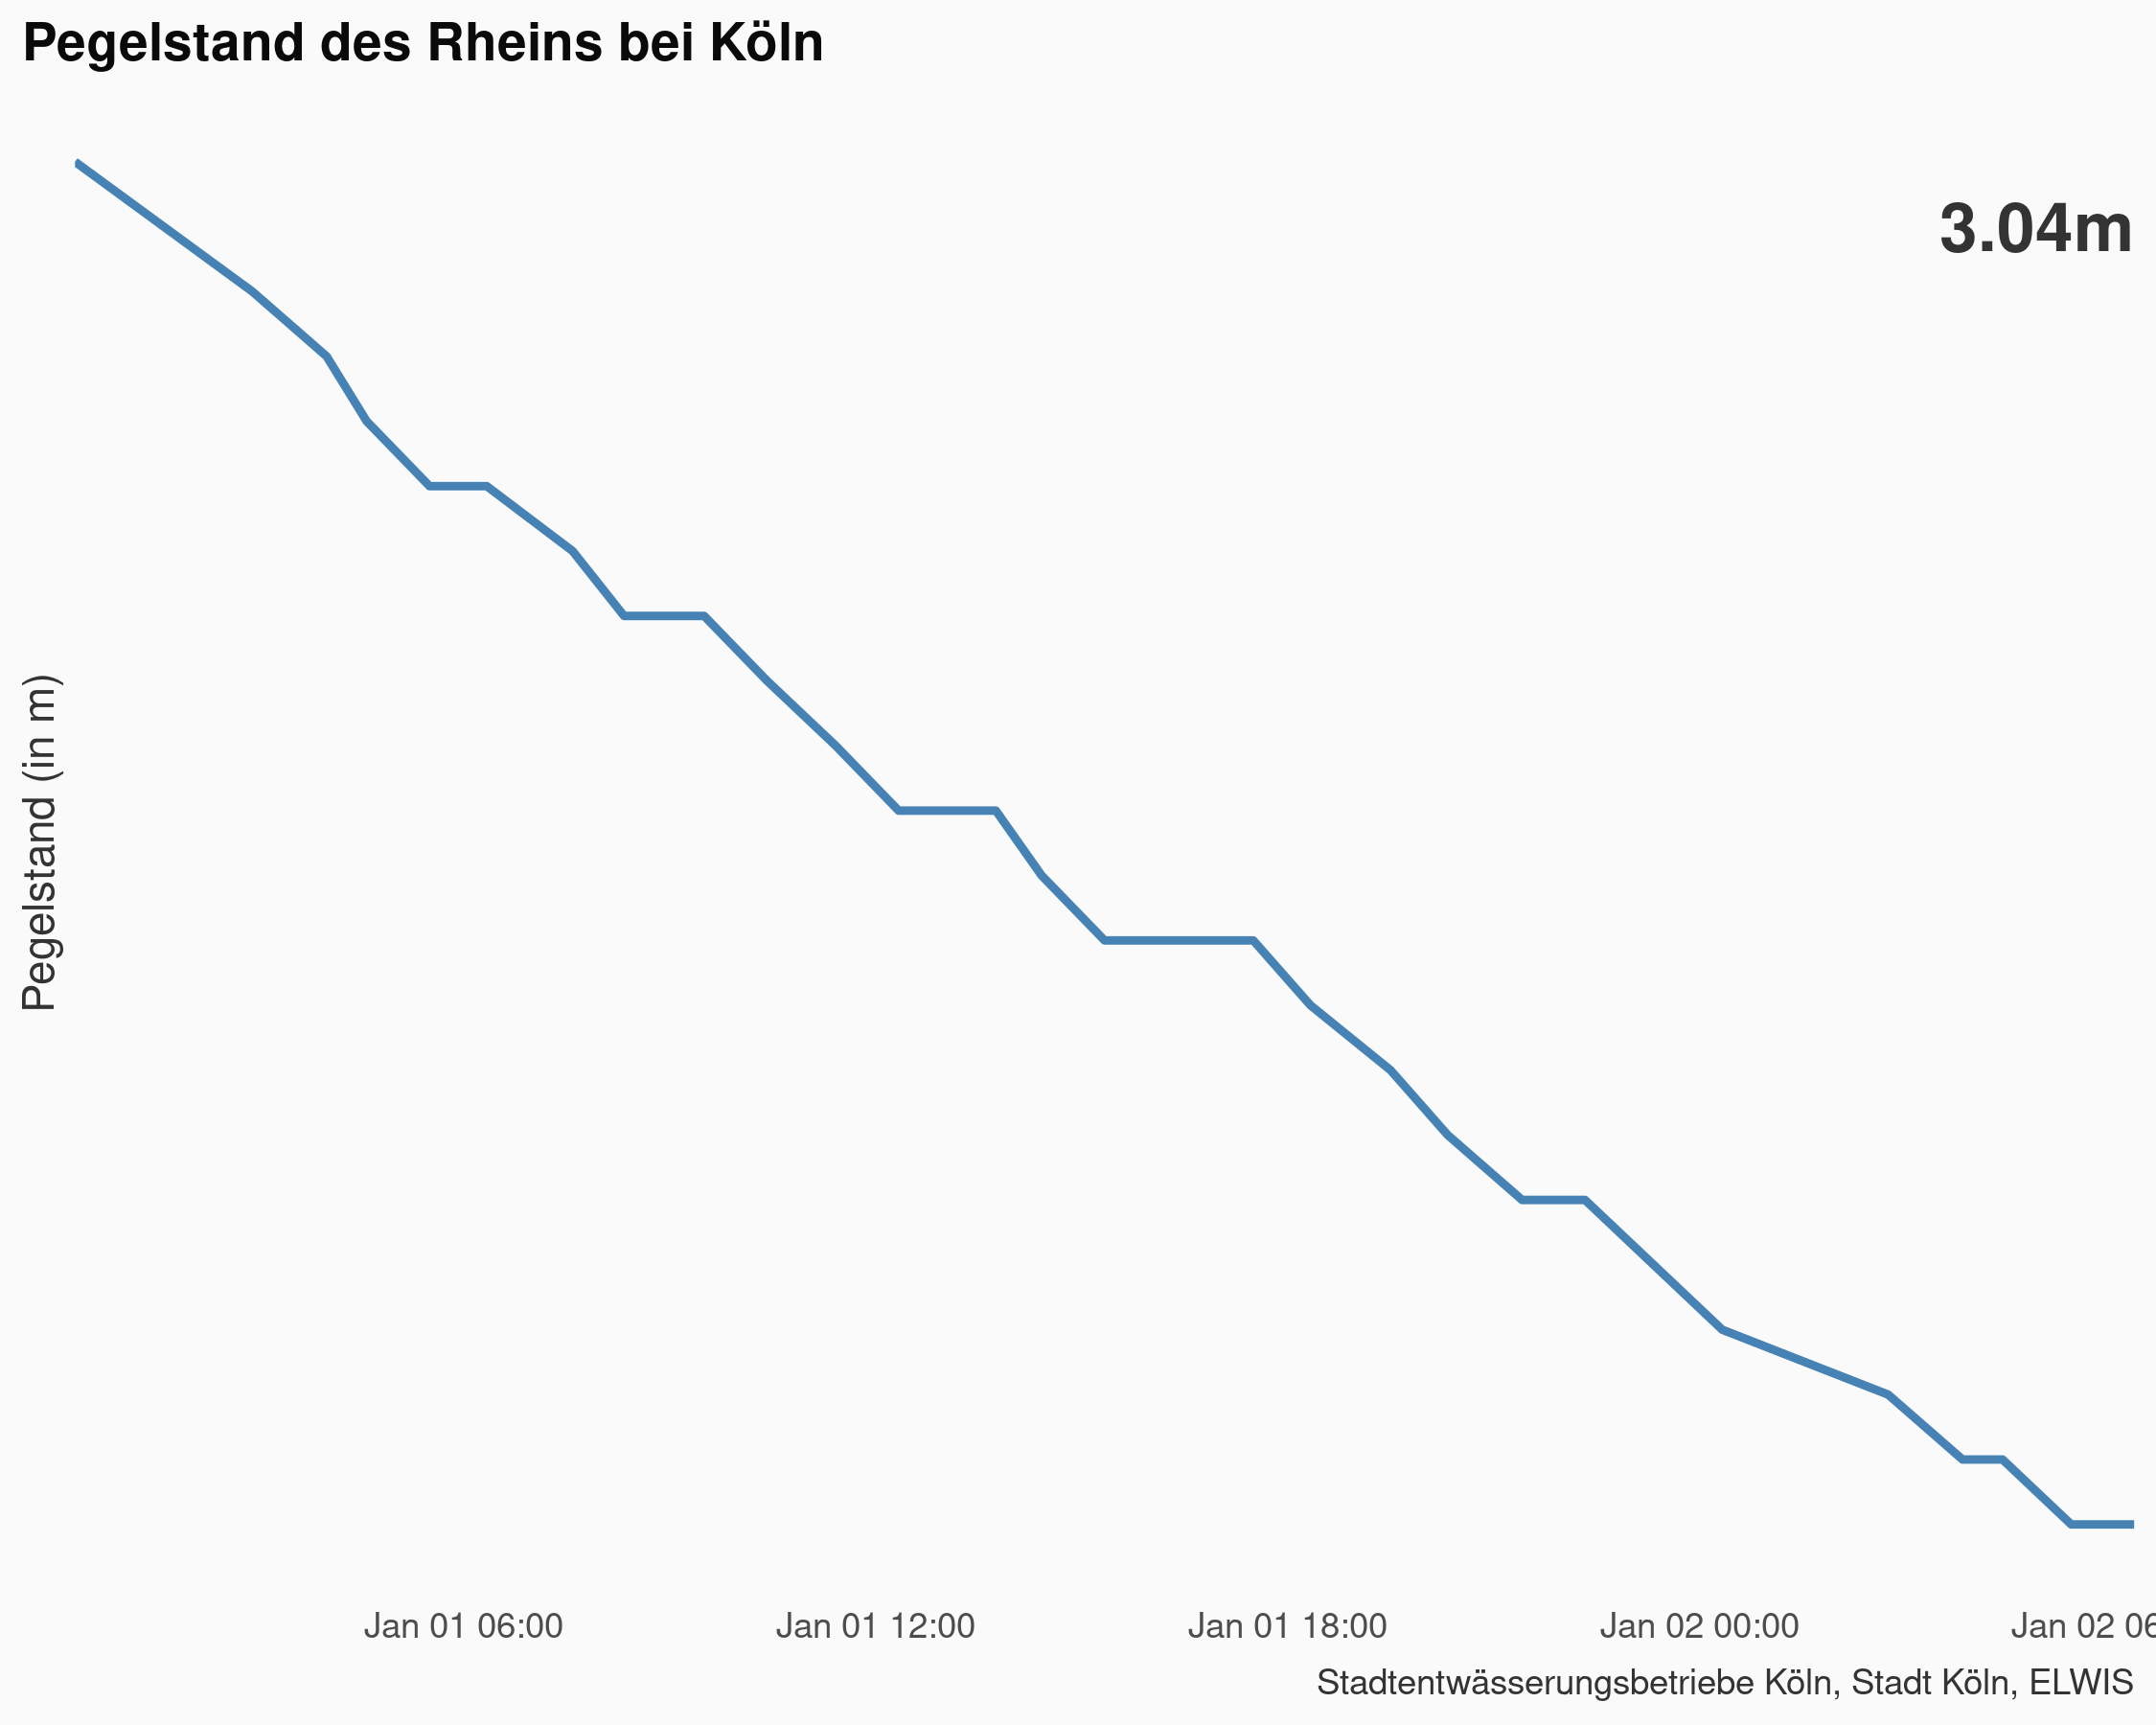 Pegelstand des Rheins bei Köln
3.04m
Pegelstand (in m)
Jan 01 06:00 Jan 01 12:00 Jan 01 18:00 Jan 02 00:00 Jan 02 06
Stadtentwässerungsbetriebe Köln, Stadt Köln, ELWIS